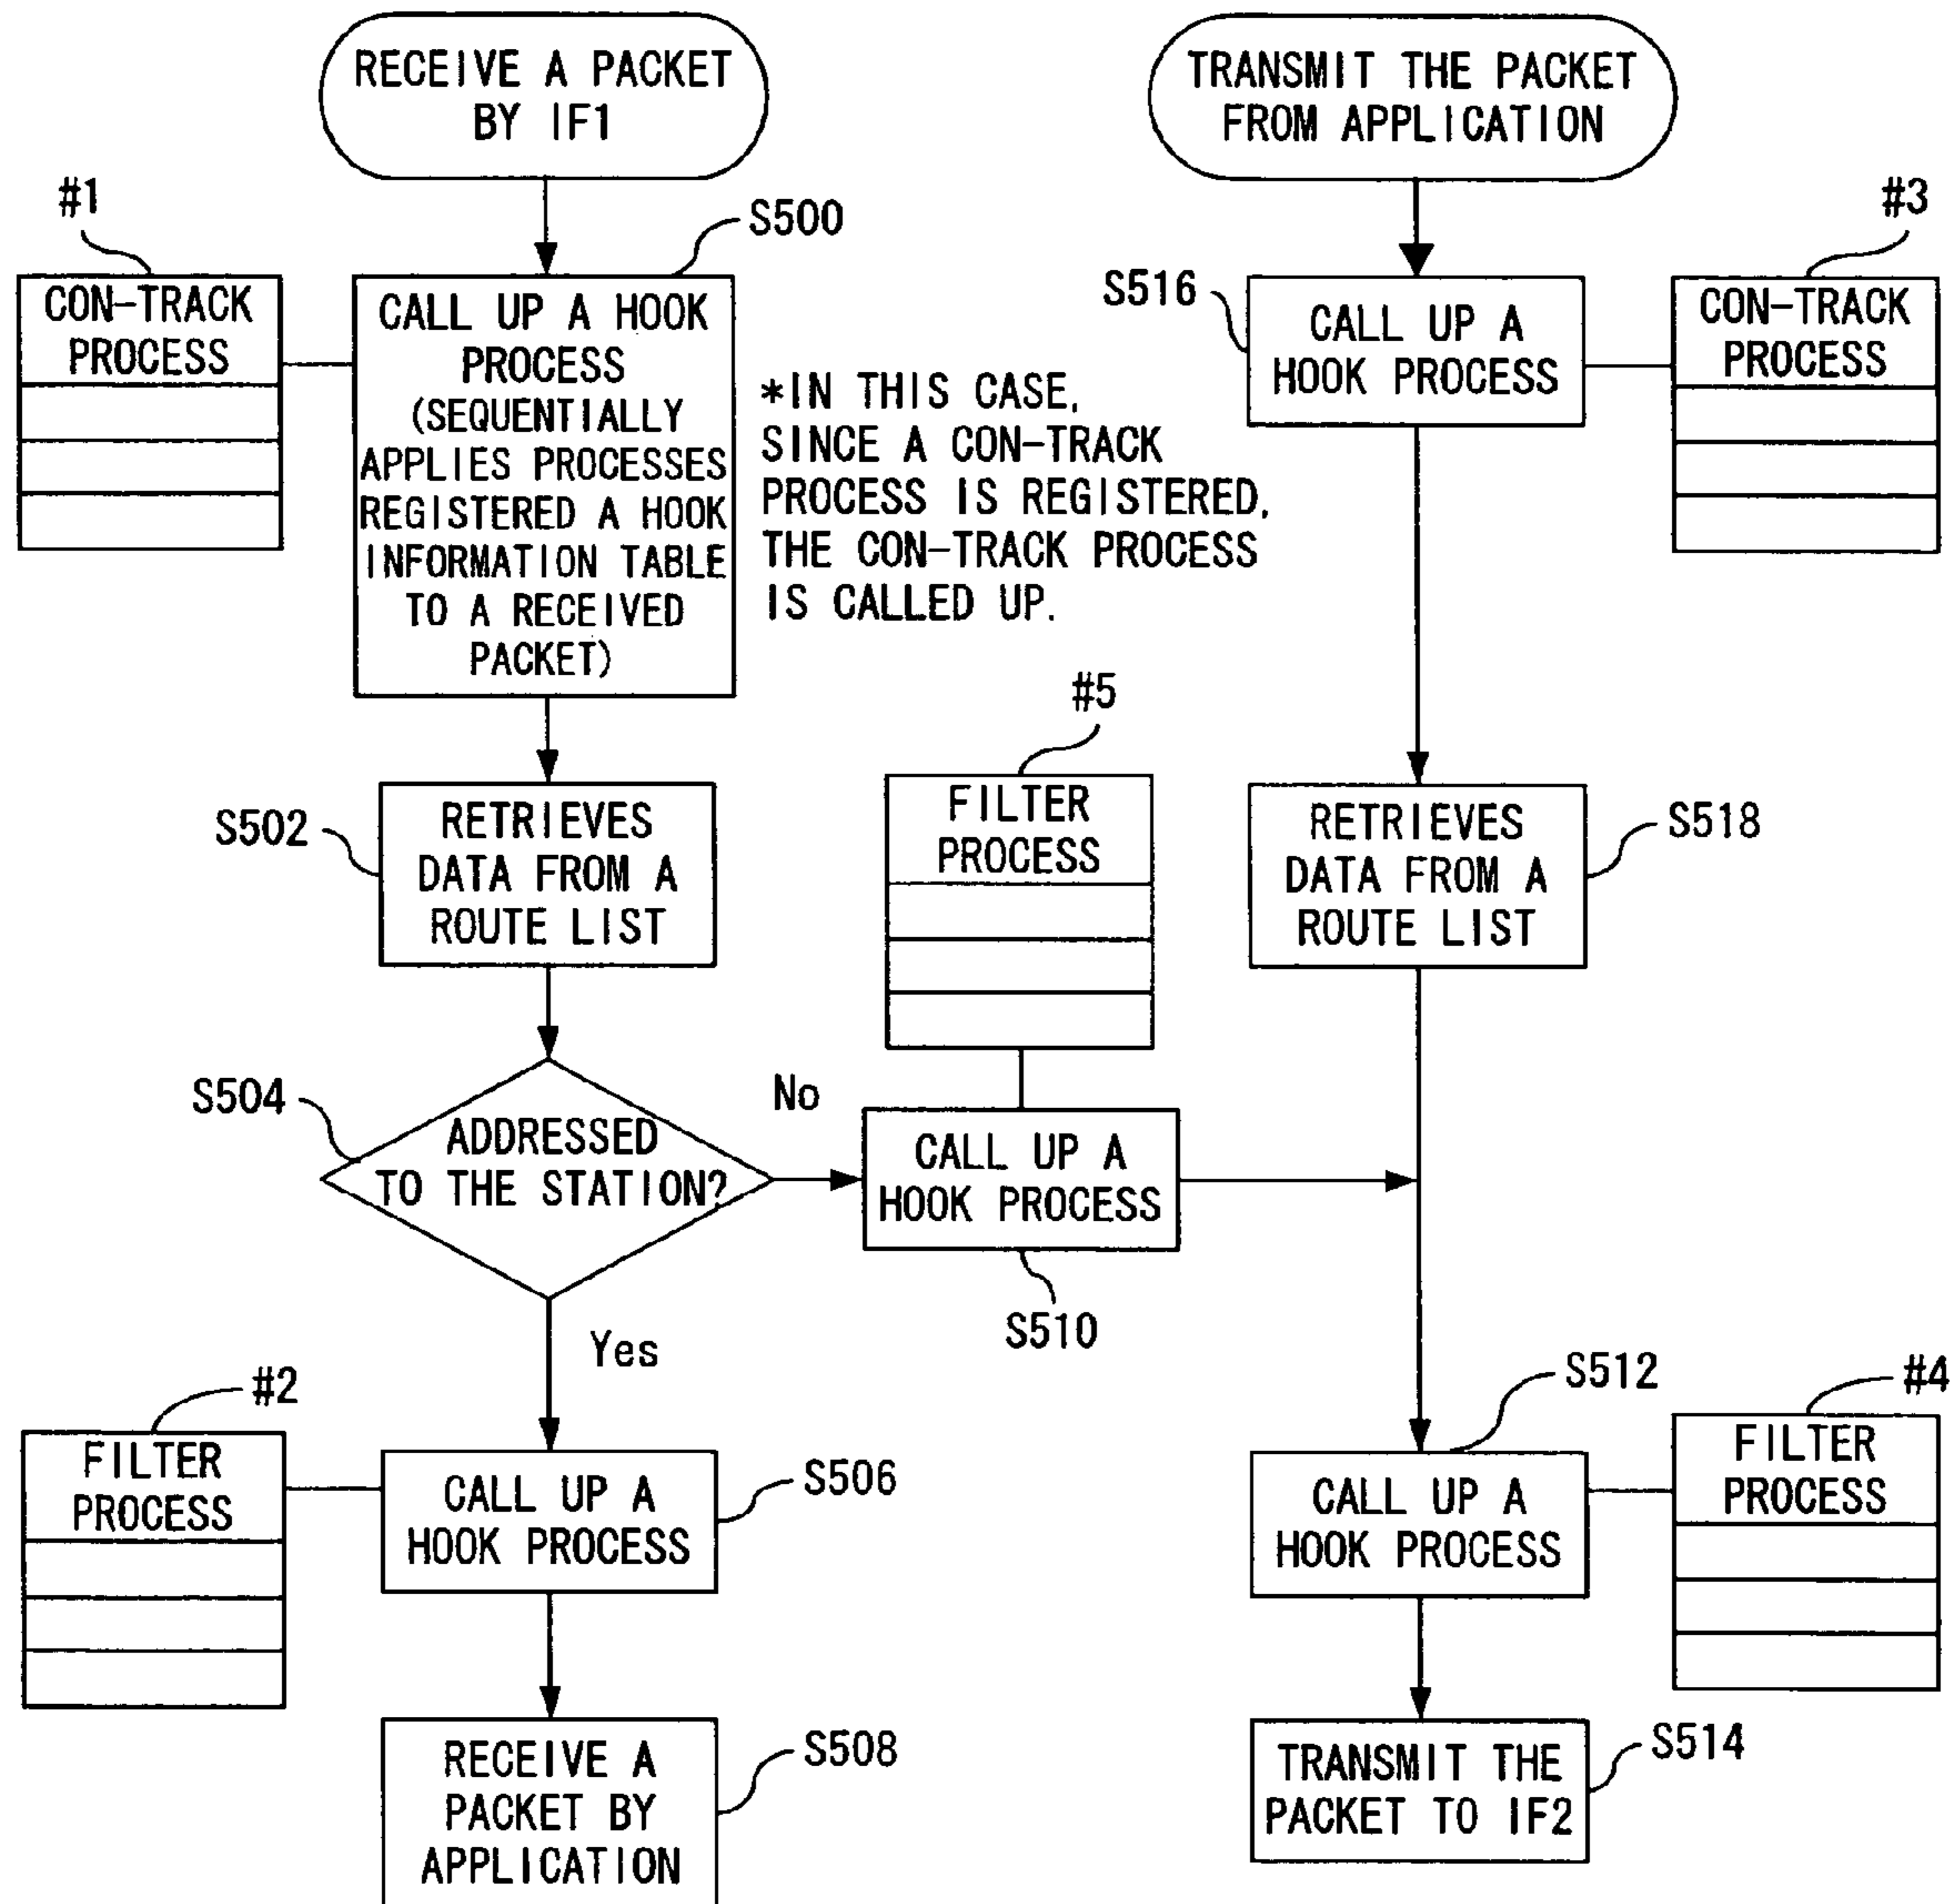 RECEIVE A PACKET
BY IF1
TRANSMIT THE PACKET
FROM APPLICATION
#1
S500
#3
CON-TRACK
PROCESS
CALL UP A HOOK
PROCESS
(SEQUENTIALLY
APPLIES PROCESSES
REGISTERED A HOOK
INFORMATION TABLE
TO A RECEIVED
PACKET)
*IN THIS CASE,
SINCE A CON-TRACK
PROCESS IS REGISTERED,
THE CON-TRACK PROCESS
IS CALLED UP.
S516
CALL UP A
HOOK PROCESS
CON-TRACK
PROCESS
S502
RETRIEVES
DATA FROM A
ROUTE LIST
#5
FILTER
PROCESS
RETRIEVES
DATA FROM A
ROUTE LIST
S518
S504
ADDRESSED
TO THE STATION?
No
CALL UP A
HOOK PROCESS
S510
Yes
#2
FILTER
PROCESS
CALL UP A
HOOK PROCESS
S506
S512
CALL UP A
HOOK PROCESS
#4
FILTER
PROCESS
RECEIVE A
PACKET BY
APPLICATION
S508
TRANSMIT THE
PACKET TO IF2
S514